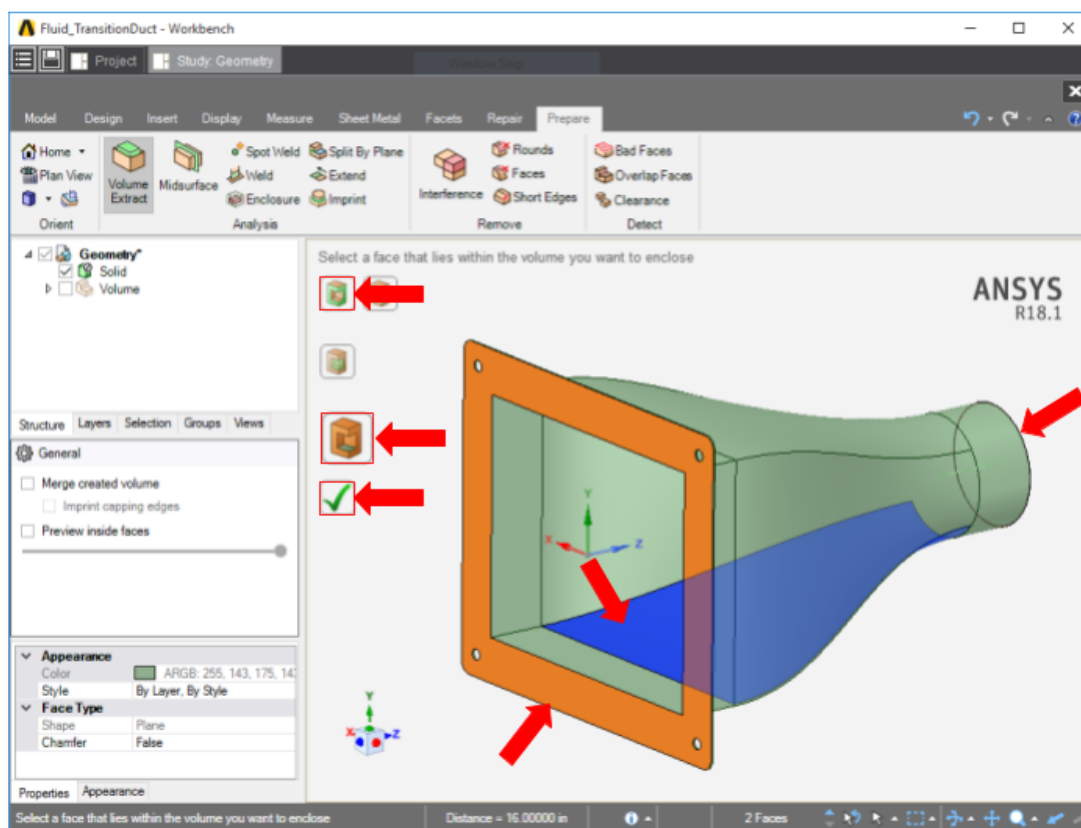 Fluid_TransitionDuct - Workbench
Project
Study: Geometry
Window Snip
Model Design Insert Display Measure Sheet Metal Facets Repair Prepare
Home
Plan View
Orient
Volume Extract
Midsurface
Spot Weld
Weld
Enclosure
Split By Plane
Extend
Imprint
Analysis
Interference
Rounds
Faces
Short Edges
Remove
Bad Faces
Overlap Faces
Clearance
Detect
Geometry*
Solid
Volume
Structure Layers Selection Groups Views
General
Merge created volume
Imprint capping edges
Preview inside faces
Appearance
Color ARGB: 255, 143, 175, 14
Style By Layer, By Style
Face Type
Shape Plane
Chamfer False
Properties Appearance
Select a face that lies within the volume you want to enclose
ANSYS
R18.1
Y
X
Z
Y
X
Z
Select a face that lies within the volume you want to enclose Distance = 16.00000 in 2 Faces